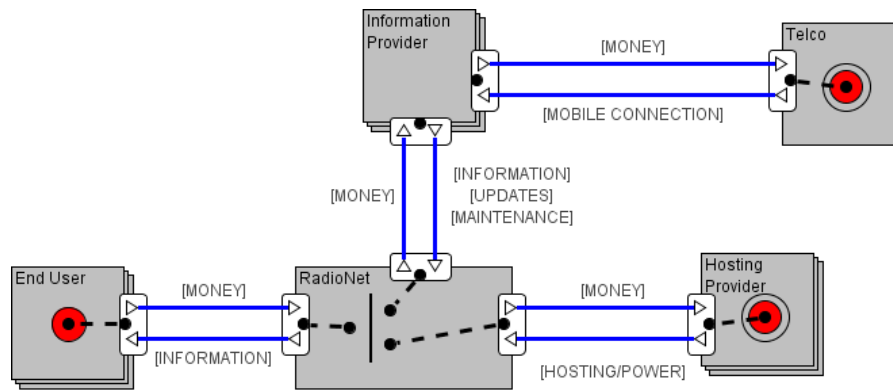 Information
Provider
Telco
[MONEY]
[MOBILE CONNECTION]
[MONEY]
[INFORMATION]
[UPDATES]
[MAINTENANCE]
End User
RadioNet
Hosting
Provider
[MONEY]
[MONEY]
[INFORMATION]
[HOSTING/POWER]